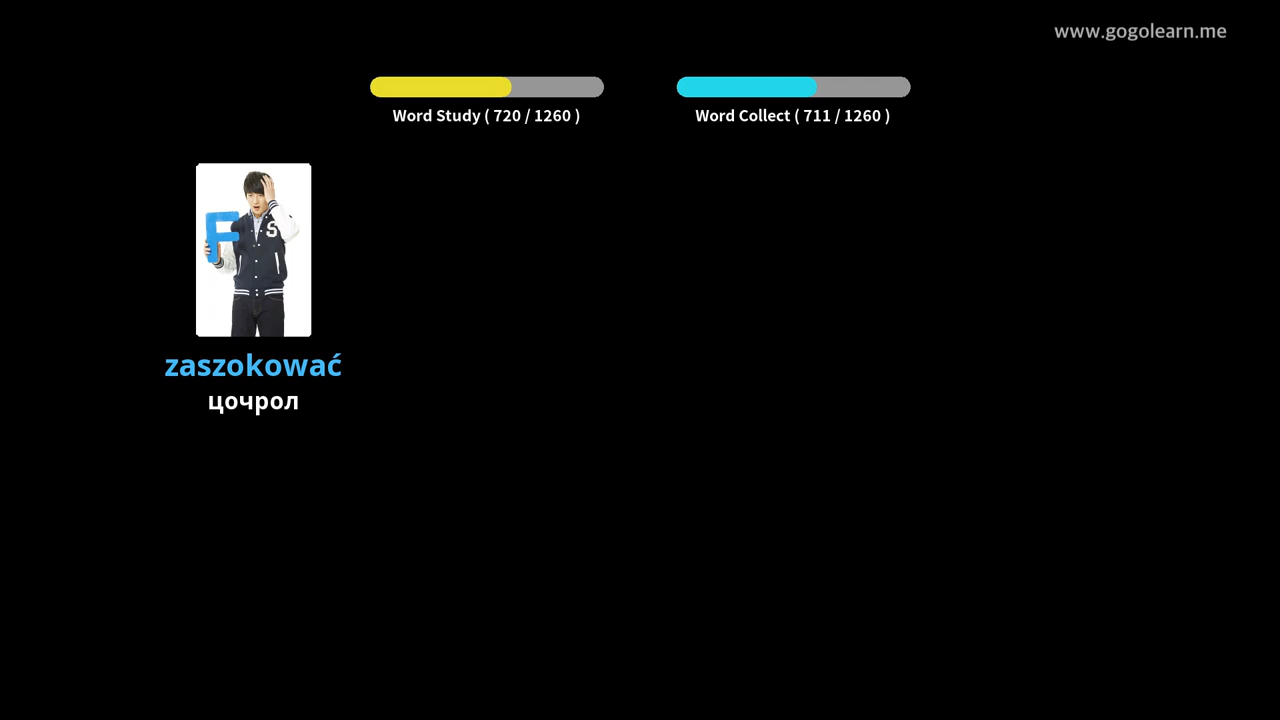 www.gogolearn.me
Word Study ( 720 / 1260 )
Word Collect ( 711 / 1260 )
F
S
zaszokować
цочрол